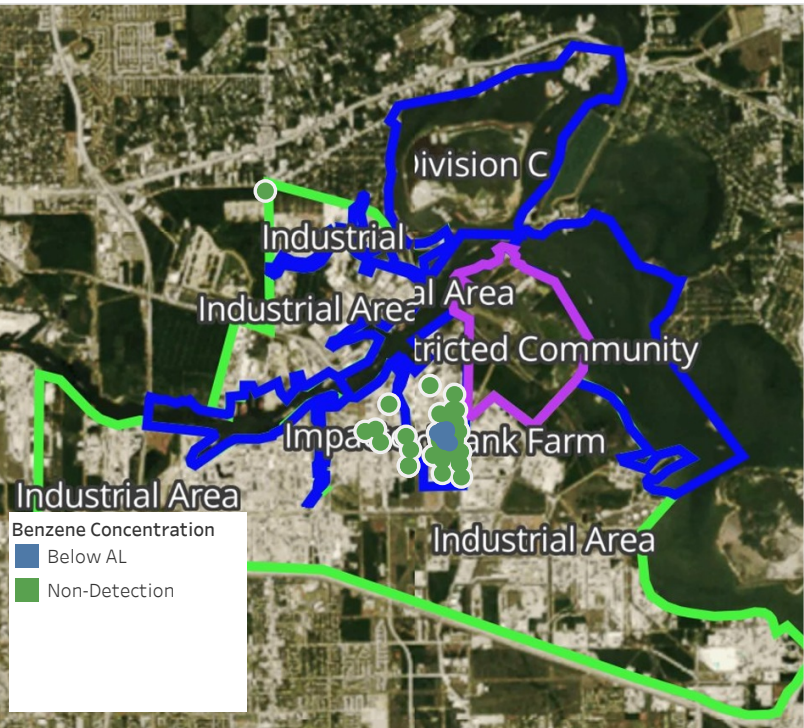 Division C
Industrial
al Area
Industrial Area
tricted Community
Impa
ank Farm
Industrial Area
Industrial Area
Benzene Concentration
Below AL
Non-Detection